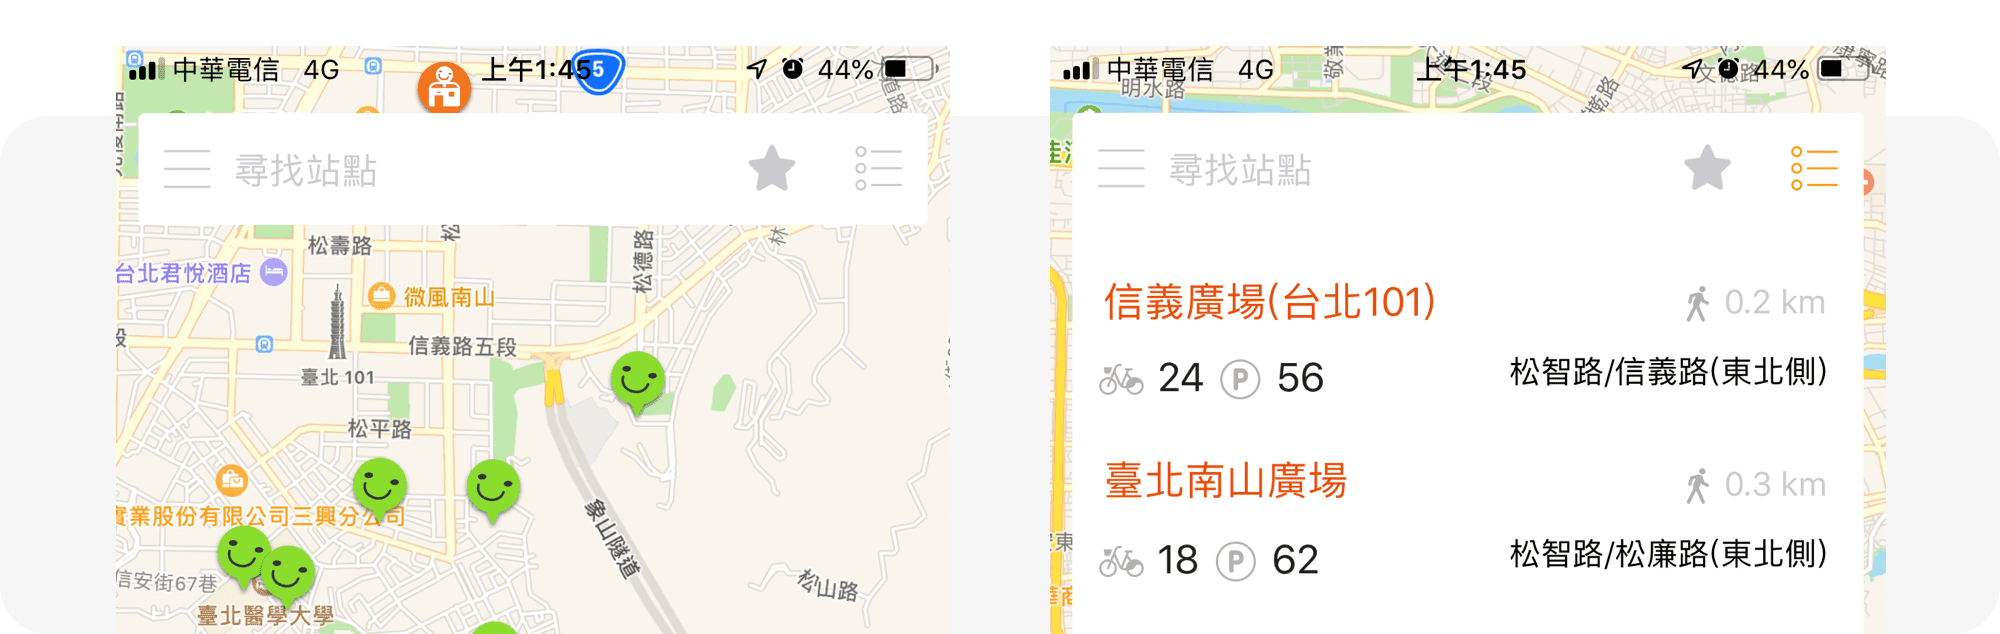 中華電信 4G 上午1:45 44%
5
尋找站點
松壽路
松德路
台北君悅酒店
微風南山
信義路五段
臺北 101
松平路
實業股份有限公司三興分公司
象山隧道
信安街67巷
松山路
臺北醫學大學
中華電信 4G 上午1:45 44%
明水路
尋找站點
信義廣場(台北101)
0.2 km
24 P 56
松智路/信義路(東北側)
臺北南山廣場
0.3 km
18 P 62
松智路/松廉路(東北側)